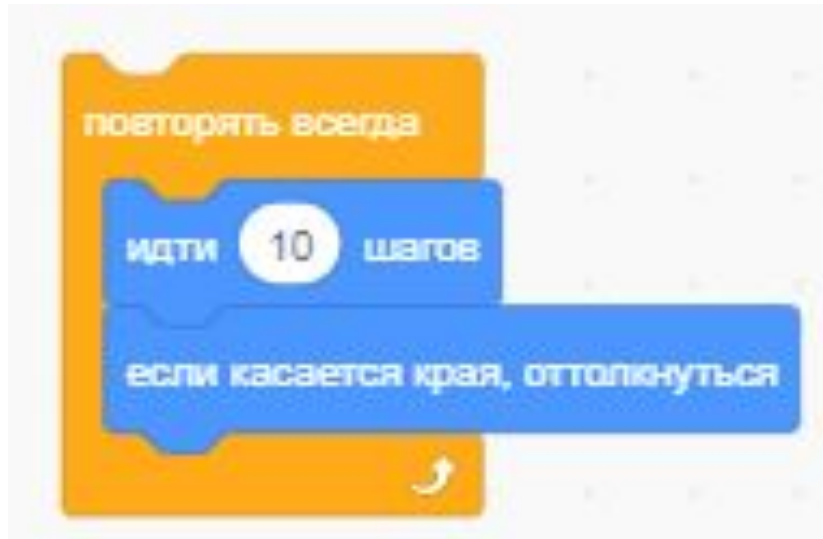 повторять всегда
идти 10 шагов
если касается края, оттолкнуться